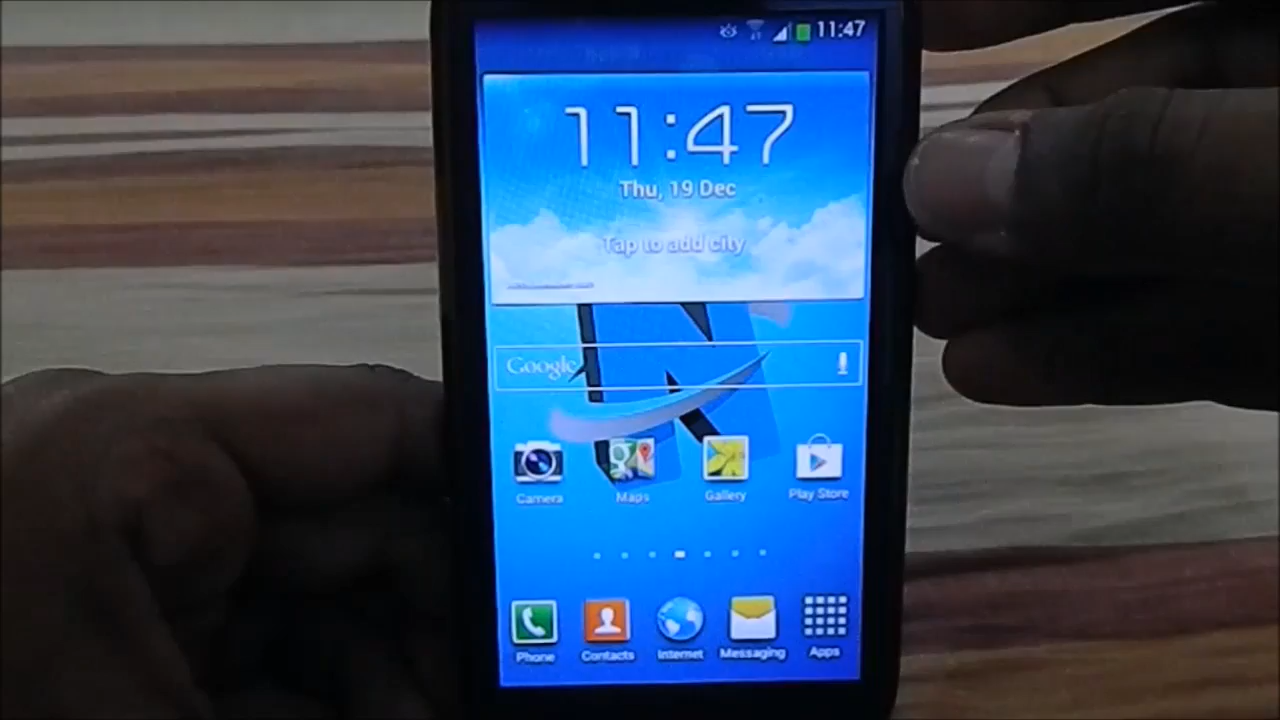 11:47
11:47
Thu, 19 Dec
Tap to add city
Google
Camera Maps Gallery Play Store
Phone Contacts Internet Messaging Apps